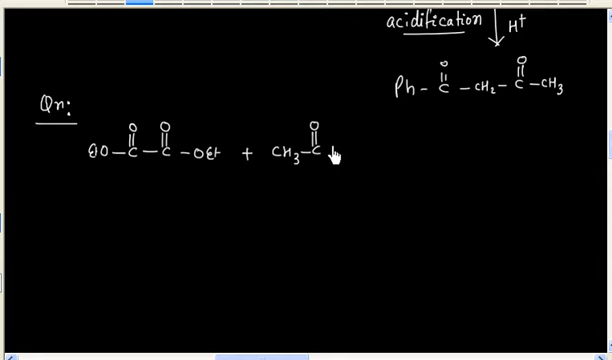 acidification H⁺
O O
Ph - C - CH₂ - C - CH₃
Qn:
O O O
EtO - C - C - OEt + CH₃ - C